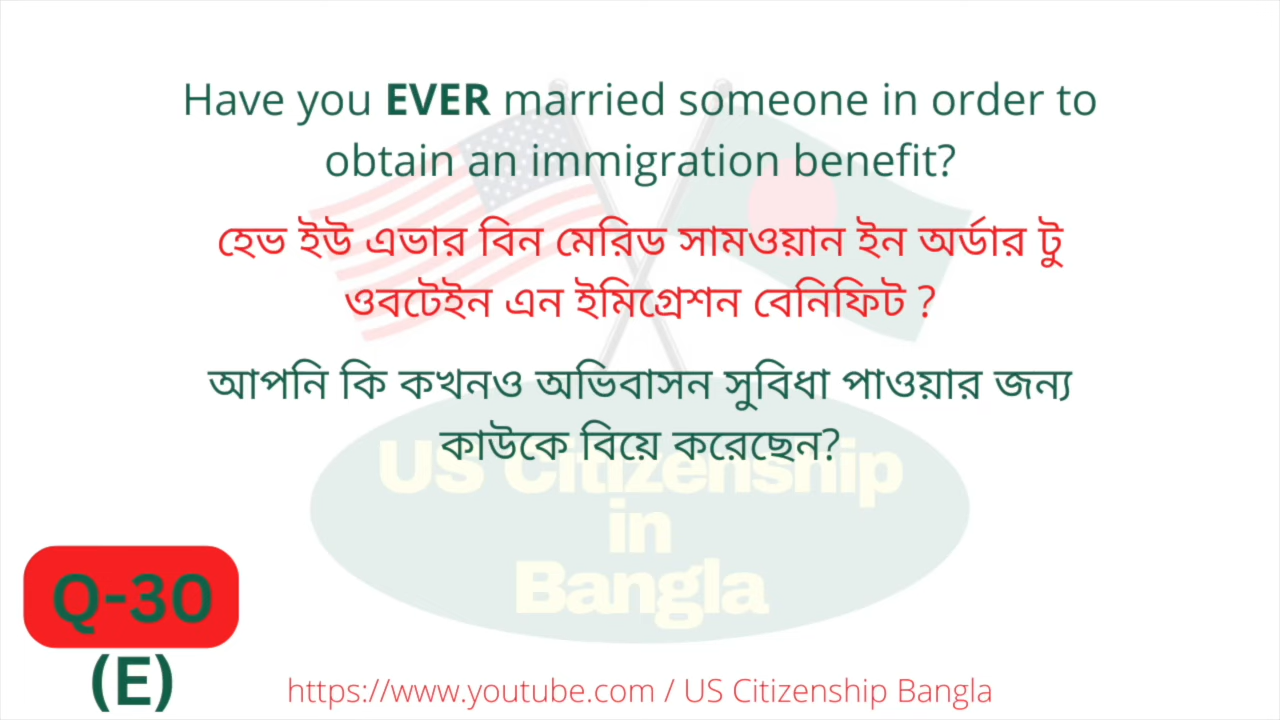 Have you EVER married someone in order to
obtain an immigration benefit?
হেভ ইউ এভার বিন মেরিড সামওয়ান ইন অর্ডার টু
ওবটেইন এন ইমিগ্রেশন বেনিফিট ?
আপনি কি কখনও অভিবাসন সুবিধা পাওয়ার জন্য
কাউকে বিয়ে করেছেন?
US Citizenship
in
Bangla
Q-30
(E)
https://www.youtube.com / US Citizenship Bangla